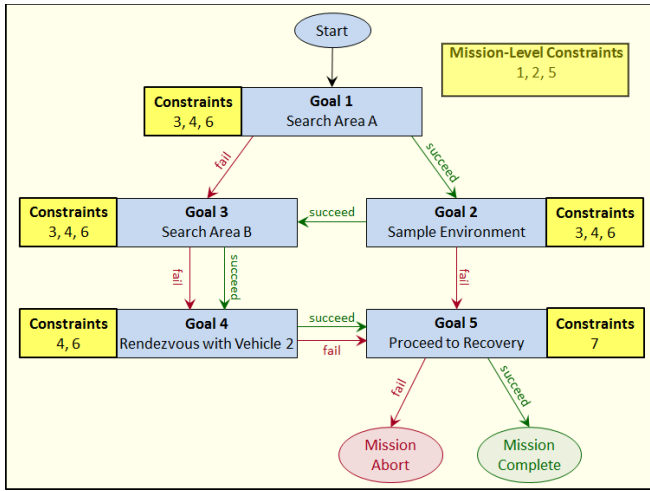 Start
Mission-Level Constraints
1, 2, 5
Constraints
3, 4, 6
Goal 1
Search Area A
fail
succeed
Constraints
3, 4, 6
Goal 3
Search Area B
succeed
Goal 2
Sample Environment
Constraints
3, 4, 6
fail
succeed
fail
Constraints
4, 6
Goal 4
Rendezvous with Vehicle 2
succeed
fail
Goal 5
Proceed to Recovery
Constraints
7
fail
succeed
Mission
Abort
Mission
Complete